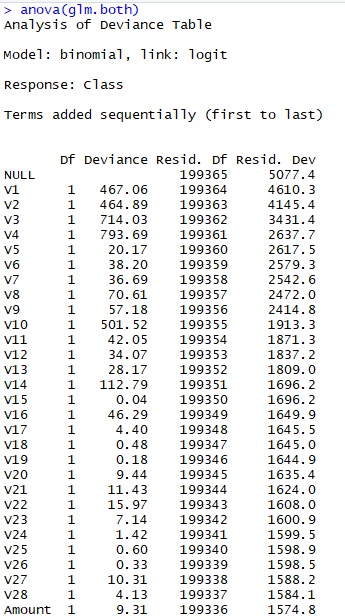 > anova(glm.both)
Analysis of Deviance Table
Model: binomial, link: logit
Response: Class
Terms added sequentially (first to last)
Df Deviance Resid. Df Resid. Dev
NULL 199365 5077.4
V1 1 467.06 199364 4610.3
V2 1 464.89 199363 4145.4
V3 1 714.03 199362 3431.4
V4 1 793.69 199361 2637.7
V5 1 20.17 199360 2617.5
V6 1 38.20 199359 2579.3
V7 1 36.69 199358 2542.6
V8 1 70.61 199357 2472.0
V9 1 57.18 199356 2414.8
V10 1 501.52 199355 1913.3
V11 1 42.05 199354 1871.3
V12 1 34.07 199353 1837.2
V13 1 28.17 199352 1809.0
V14 1 112.79 199351 1696.2
V15 1 0.04 199350 1696.2
V16 1 46.29 199349 1649.9
V17 1 4.40 199348 1645.5
V18 1 0.48 199347 1645.0
V19 1 0.18 199346 1644.9
V20 1 9.44 199345 1635.4
V21 1 11.43 199344 1624.0
V22 1 15.97 199343 1608.0
V23 1 7.14 199342 1600.9
V24 1 1.42 199341 1599.5
V25 1 0.60 199340 1598.9
V26 1 0.33 199339 1598.5
V27 1 10.31 199338 1588.2
V28 1 4.13 199337 1584.1
Amount 1 9.31 199336 1574.8